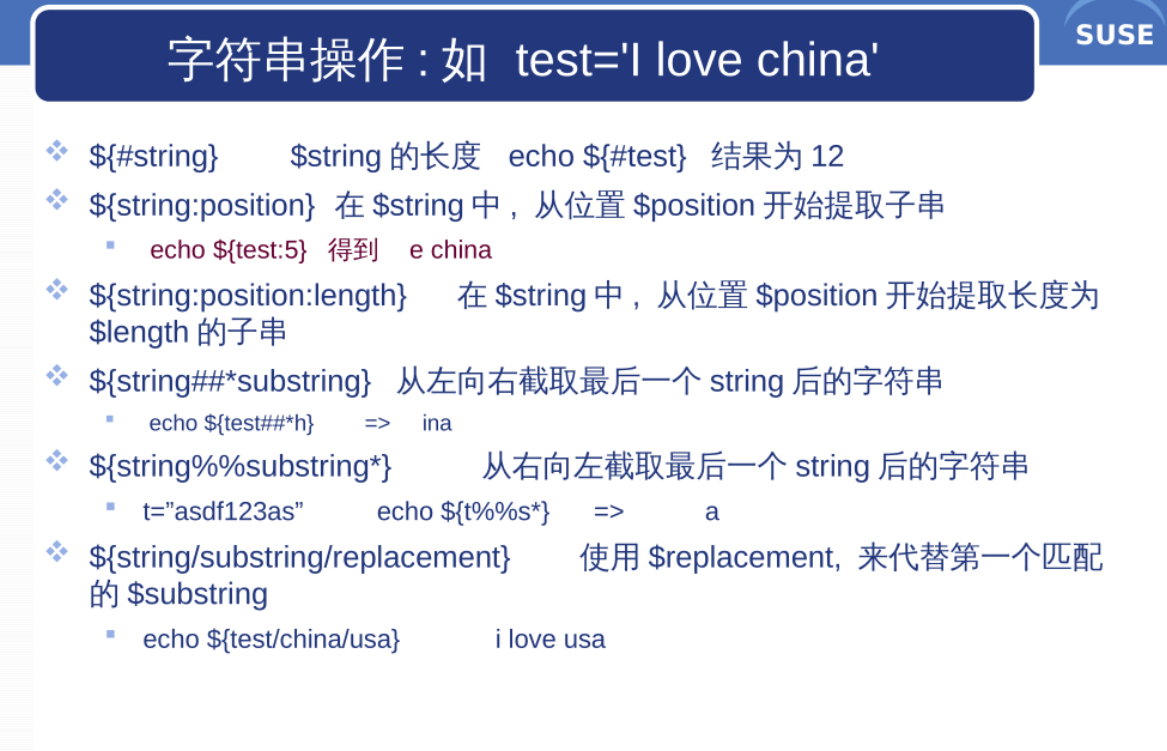 SUSE
字符串操作 : 如 test='I love china'
${#string} $string 的长度 echo ${#test} 结果为 12
${string:position} 在 $string 中 , 从位置 $position 开始提取子串
echo ${test:5} 得到 e china
${string:position:length} 在 $string 中 , 从位置 $position 开始提取长度为
$length 的子串
${string##*substring} 从左向右截取最后一个 string 后的字符串
echo ${test##*h} => ina
${string%%substring*} 从右向左截取最后一个 string 后的字符串
t=”asdf123as” echo ${t%%s*} => a
${string/substring/replacement} 使用 $replacement, 来代替第一个匹配
的 $substring
echo ${test/china/usa} i love usa